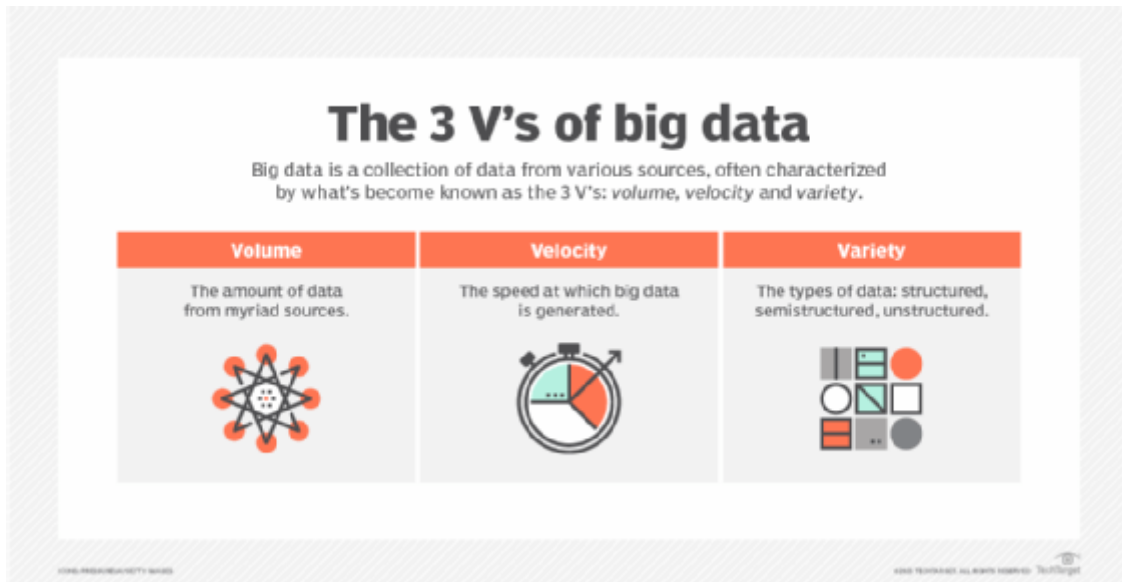 The 3 V's of big data
Big data is a collection of data from various sources, often characterized
by what's become known as the 3 V's: volume, velocity and variety.
Volume
Velocity
Variety
The amount of data
from myriad sources.
The speed at which big data
is generated.
The types of data: structured,
semistructured, unstructured.
TechTarget